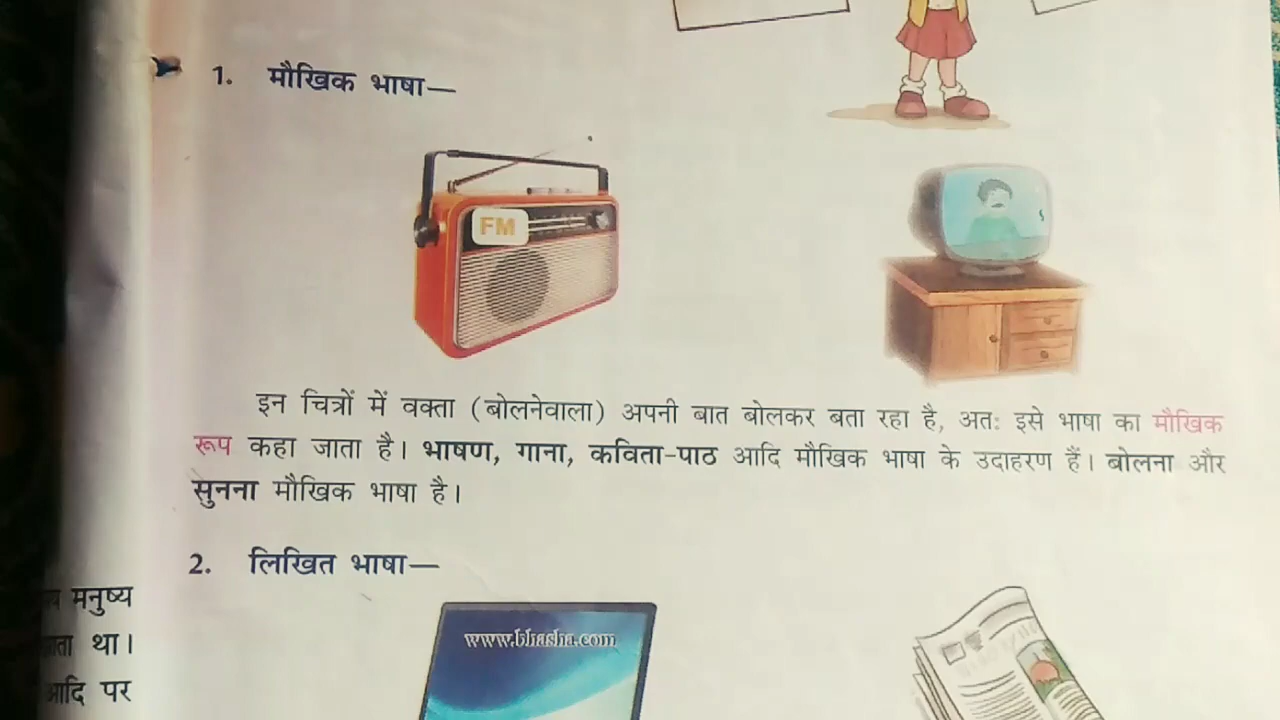 1. मौखिक भाषा—
FM
इन चित्रों में वक्ता (बोलनेवाला) अपनी बात बोलकर बता रहा है, अतः इसे भाषा का मौखिक
रूप कहा जाता है। भाषण, गाना, कविता-पाठ आदि मौखिक भाषा के उदाहरण हैं। बोलना और
सुनना मौखिक भाषा है।
2. लिखित भाषा—
www.bhasha.com
मनुष्य
था।
आदि पर